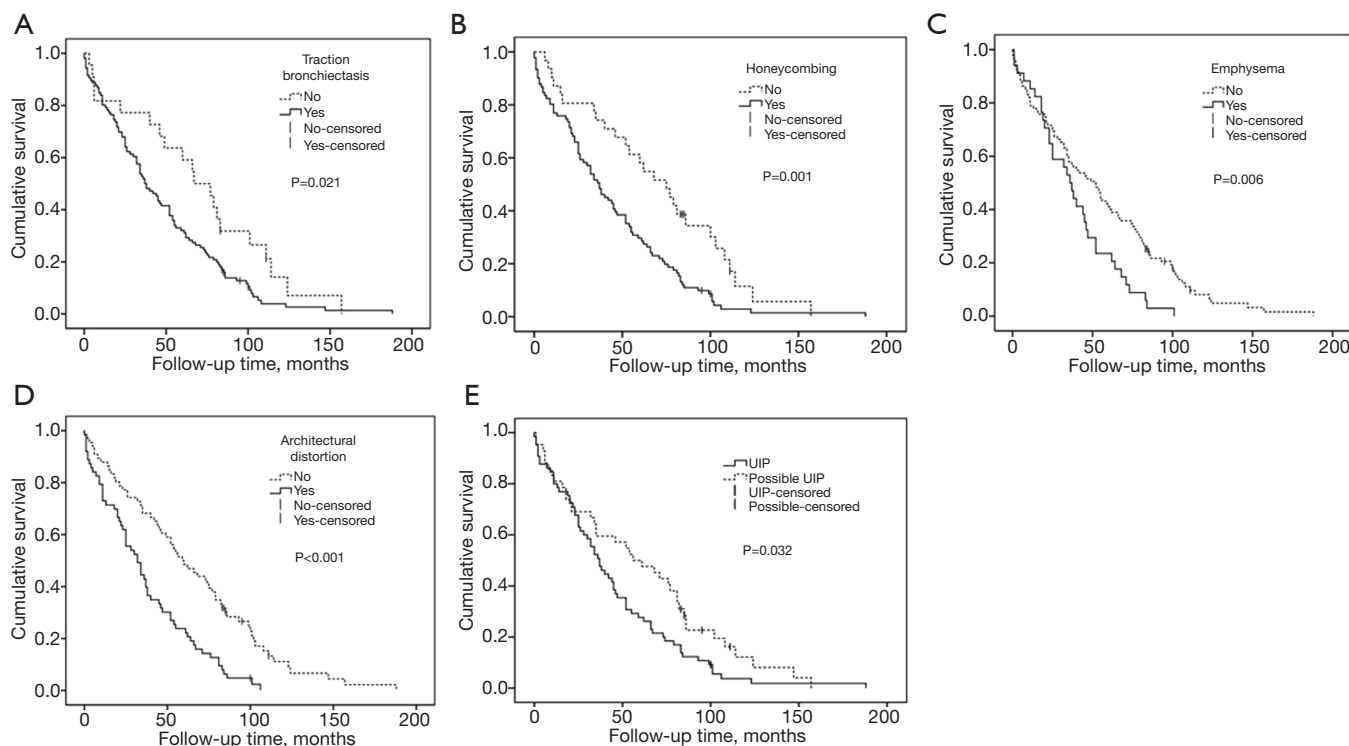 A
Cumulative survival
1.0
0.8
0.6
0.4
0.2
0.0
Traction
bronchiectasis
No
Yes
No-censored
Yes-censored
P=0.021
0 50 100 150 200
Follow-up time, months
B
Cumulative survival
1.0
0.8
0.6
0.4
0.2
0.0
Honeycombing
No
Yes
No-censored
Yes-censored
P=0.001
0 50 100 150 200
Follow-up time, months
C
Cumulative survival
1.0
0.8
0.6
0.4
0.2
0.0
Emphysema
No
Yes
No-censored
Yes-censored
P=0.006
0 50 100 150 200
Follow-up time, months
D
Cumulative survival
1.0
0.8
0.6
0.4
0.2
0.0
Architectural
distortion
No
Yes
No-censored
Yes-censored
P<0.001
0 50 100 150 200
Follow-up time, months
E
Cumulative survival
1.0
0.8
0.6
0.4
0.2
0.0
UIP
Possible UIP
UIP-censored
Possible-censored
P=0.032
0 50 100 150 200
Follow-up time, months